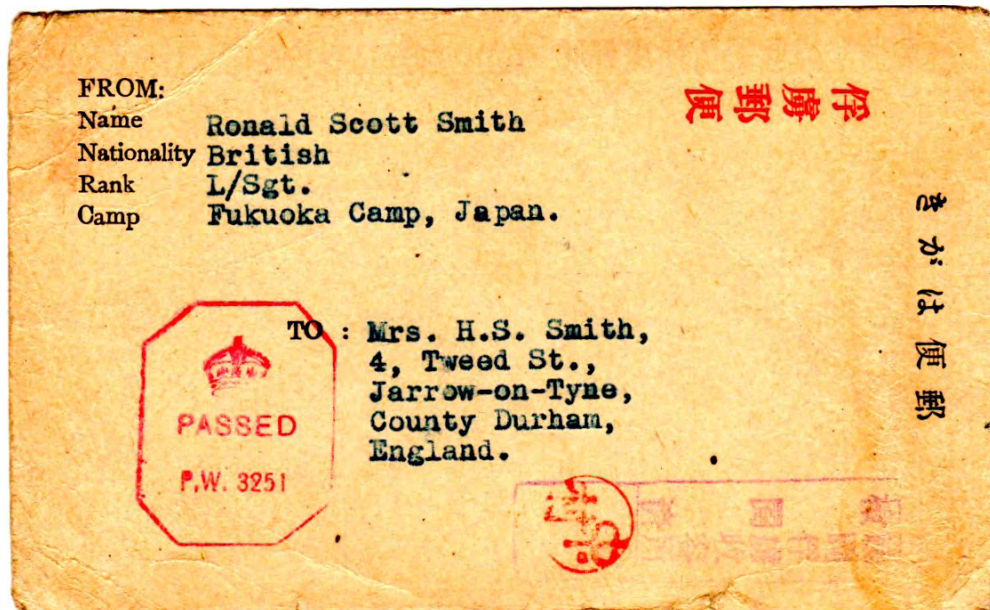 FROM:
Name Ronald Scott Smith
Nationality British
Rank L/Sgt.
Camp Fukuoka Camp, Japan.
俘虜郵便
郵便はがき
TO : Mrs. H.S. Smith,
4, Tweed St.,
Jarrow-on-Tyne,
County Durham,
England.
PASSED
P.W. 3251